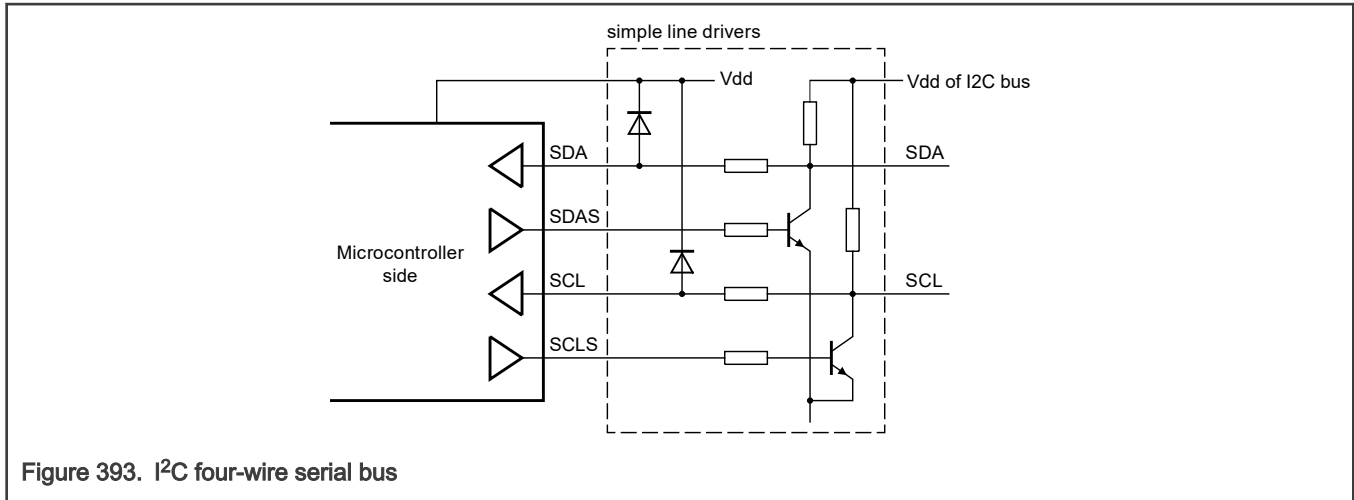 simple line drivers
Vdd
Vdd of I2C bus
SDA
SDA
SDAS
Microcontroller
side
SCL
SCL
SCLS
Figure 393. I²C four-wire serial bus